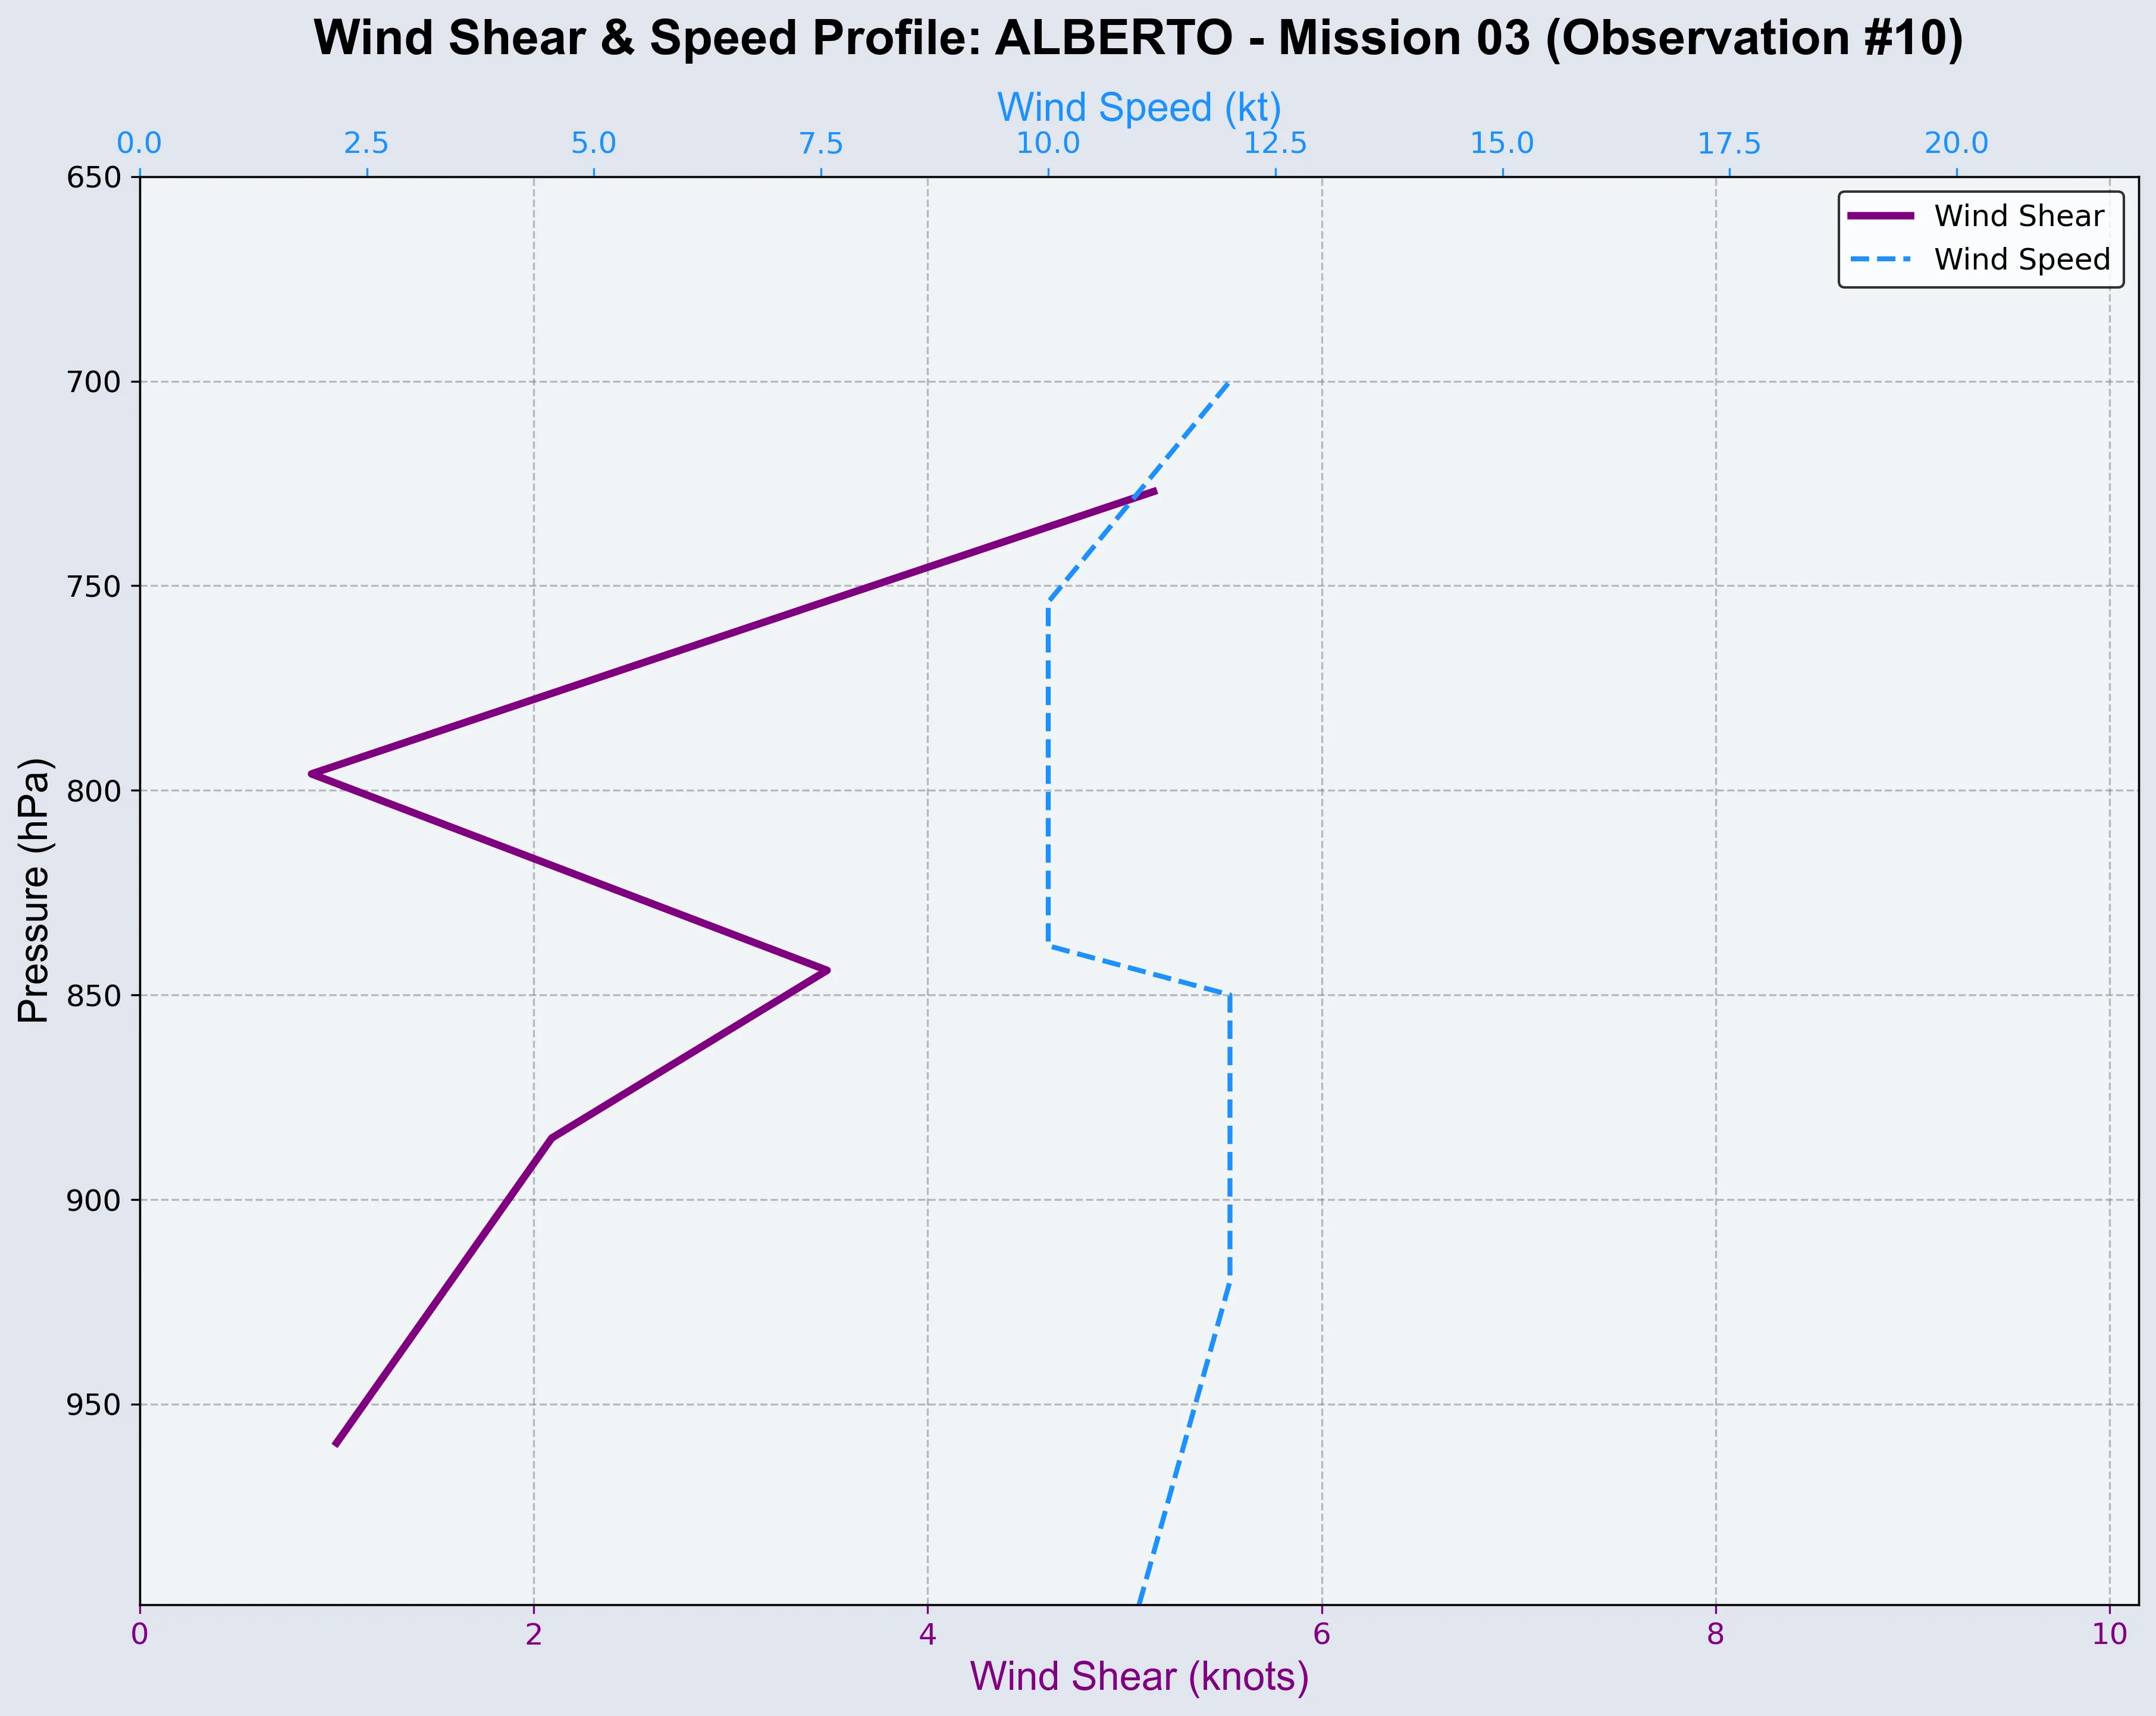 Wind Shear & Speed Profile: ALBERTO - Mission 03 (Observation #10)
Wind Speed (kt)
0.0 2.5 5.0 7.5 10.0 12.5 15.0 17.5 20.0
Wind Shear
Wind Speed
Pressure (hPa)
650
700
750
800
850
900
950
0 2 4 6 8 10
Wind Shear (knots)